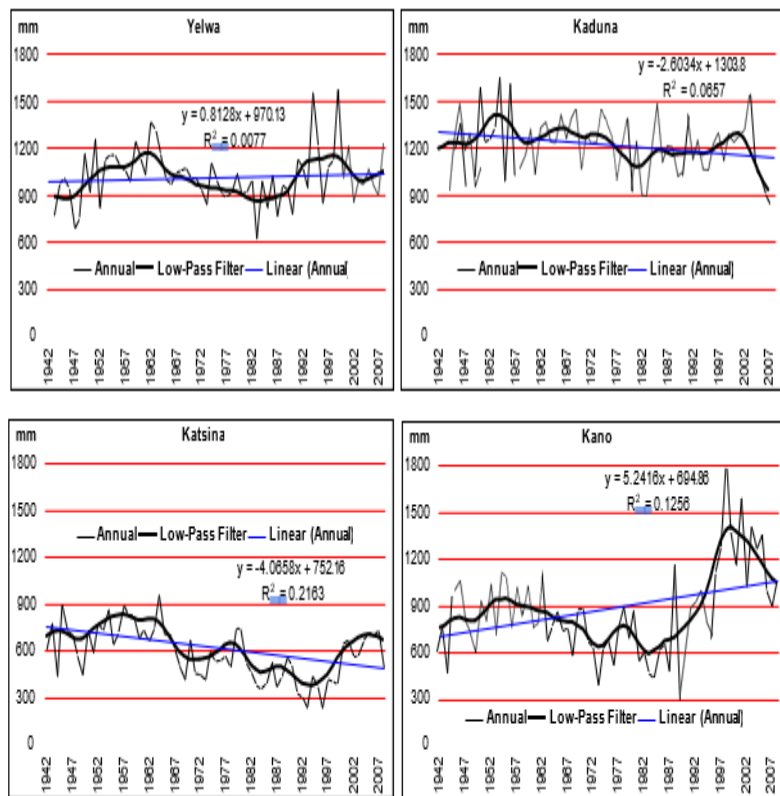 mm Yelwa
1800
1500
1200
900
600
300
0
y = 0.8128x + 970.13
R² = 0.0077
Annual Low-Pass Filter Linear (Annual)
1942 1947 1952 1957 1962 1967 1972 1977 1982 1987 1992 1997 2002 2007
mm Kaduna
1800
1500
1200
900
600
300
0
y = -2.6034x + 1303.8
R² = 0.0657
Annual Low-Pass Filter Linear (Annual)
1942 1947 1952 1957 1962 1967 1972 1977 1982 1987 1992 1997 2002 2007
mm Katsina
1800
1500
1200
900
600
300
0
Annual Low-Pass Filter Linear (Annual)
y = -4.0658x + 752.16
R² = 0.2163
1942 1947 1952 1957 1962 1967 1972 1977 1982 1987 1992 1997 2002 2007
mm Kano
1800
1500
1200
900
600
300
0
y = 5.2416x + 694.86
R² = 0.1256
Annual Low-Pass Filter Linear (Annual)
1942 1947 1952 1957 1962 1967 1972 1977 1982 1987 1992 1997 2002 2007